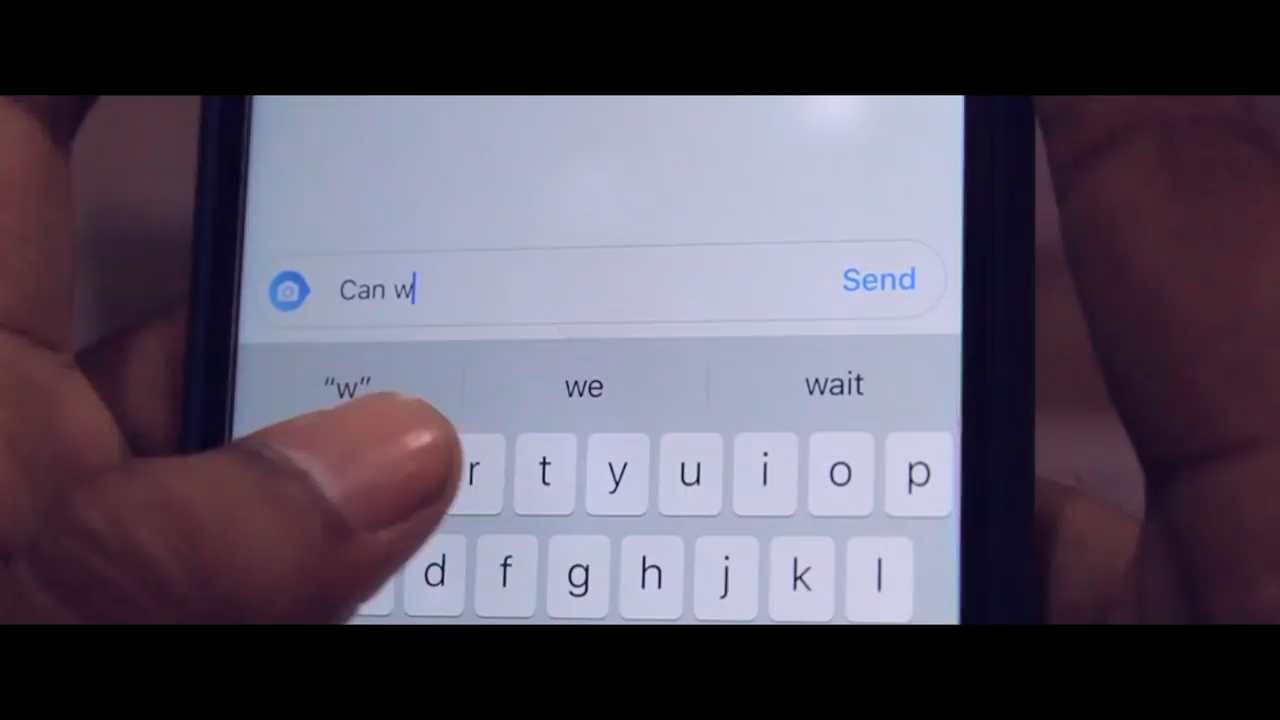 Can w
Send
“w” we wait
r t y u i o p
d f g h j k l